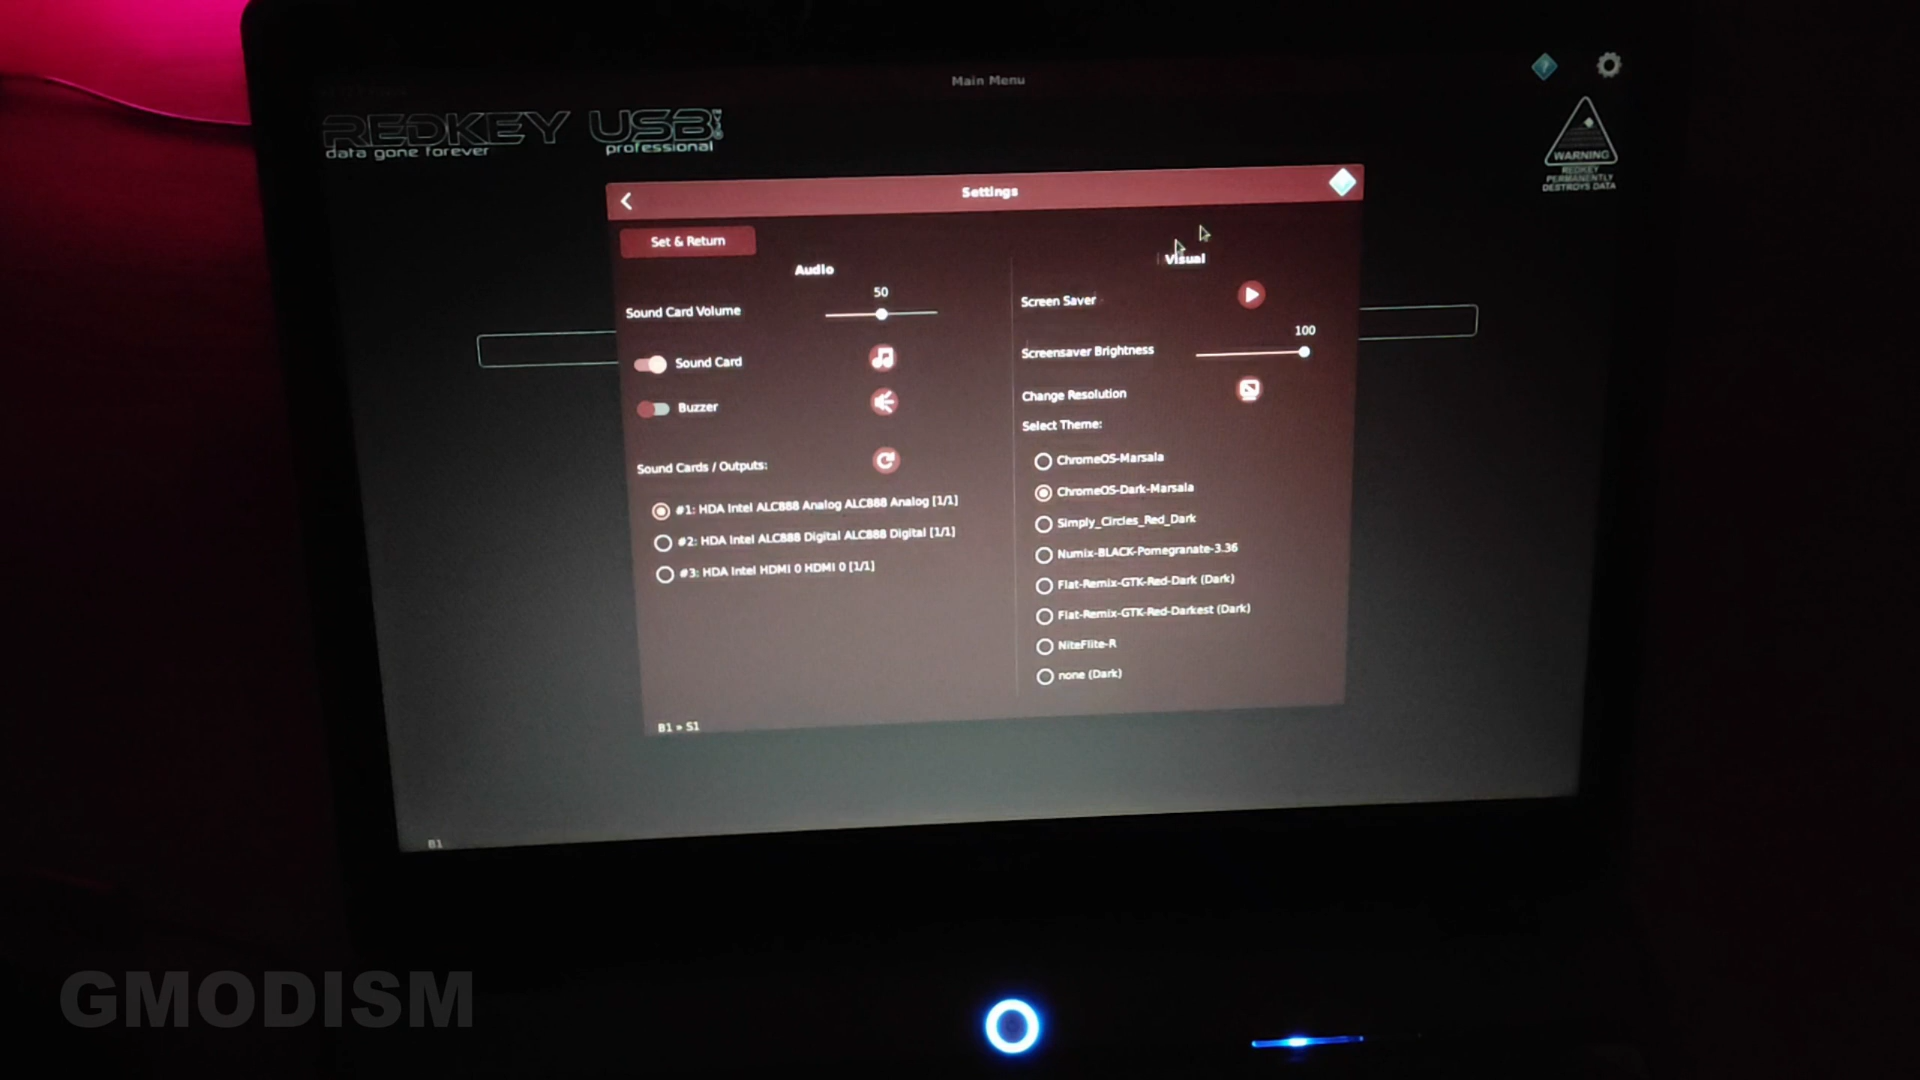 Main Menu
REDKEY USB
data gone forever
professional
WARNING
REDKEY
PERMANENTLY
DESTROYS DATA
Settings
Set & Return
Audio
Sound Card Volume
50
Sound Card
Buzzer
Sound Cards / Outputs:
#1: HDA Intel ALC888 Analog ALC888 Analog [1/1]
#2: HDA Intel ALC888 Digital ALC888 Digital [1/1]
#3: HDA Intel HDMI 0 HDMI 0 [1/1]
Visual
Screen Saver
100
Screensaver Brightness
Change Resolution
Select Theme:
ChromeOS-Marsala
ChromeOS-Dark-Marsala
Simply_Circles_Red_Dark
Numix-BLACK-Pomegranate-3.36
Flat-Remix-GTK-Red-Dark (Dark)
Flat-Remix-GTK-Red-Darkest (Dark)
NiteFlite-R
none (Dark)
B1 » S1
B1
GMODISM